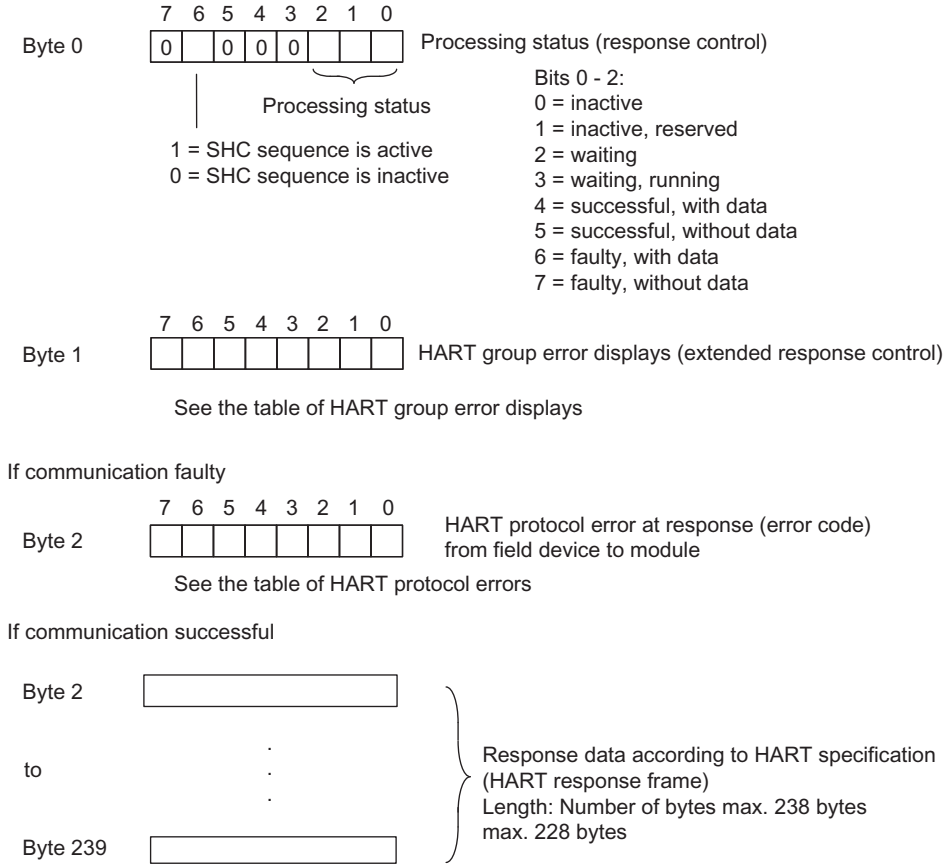 7 6 5 4 3 2 1 0
Byte 0
0 0 0 0
Processing status (response control)
Processing status
1 = SHC sequence is active
0 = SHC sequence is inactive
Bits 0 - 2:
0 = inactive
1 = inactive, reserved
2 = waiting
3 = waiting, running
4 = successful, with data
5 = successful, without data
6 = faulty, with data
7 = faulty, without data
7 6 5 4 3 2 1 0
Byte 1
HART group error displays (extended response control)
See the table of HART group error displays
If communication faulty
7 6 5 4 3 2 1 0
Byte 2
HART protocol error at response (error code)
from field device to module
See the table of HART protocol errors
If communication successful
Byte 2
to
.
.
.
Byte 239
Response data according to HART specification
(HART response frame)
Length: Number of bytes max. 238 bytes
max. 228 bytes